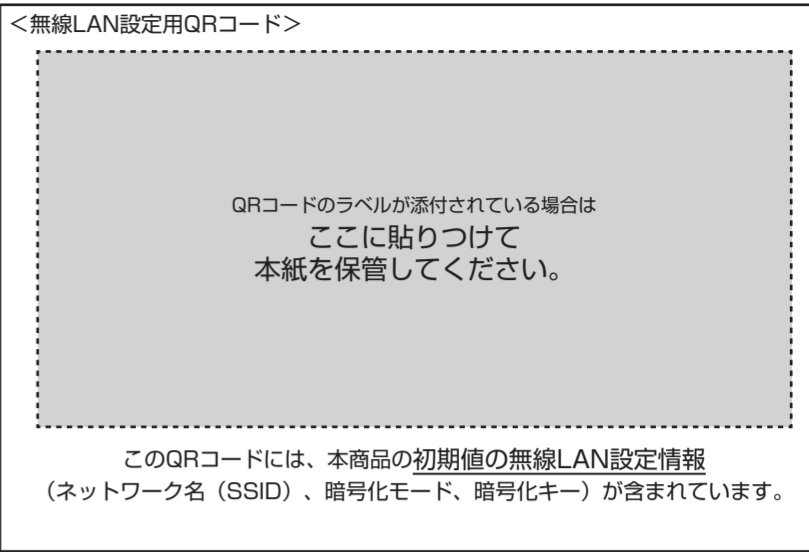 ＜無線LAN設定用QRコード＞
QRコードのラベルが添付されている場合は
ここに貼りつけて
本紙を保管してください。
このQRコードには、本商品の初期値の無線LAN設定情報
（ネットワーク名（SSID）、暗号化モード、暗号化キー）が含まれています。